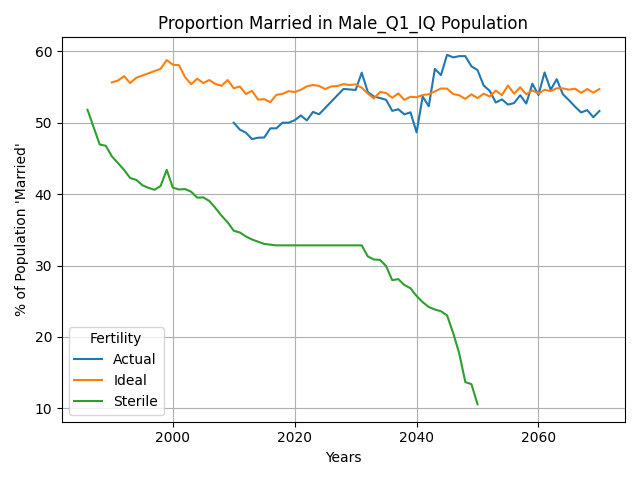 Proportion Married in Male_Q1_IQ Population
% of Population 'Married'
60
50
40
30
20
10
Fertility
Actual
Ideal
Sterile
2000
2020
2040
2060
Years